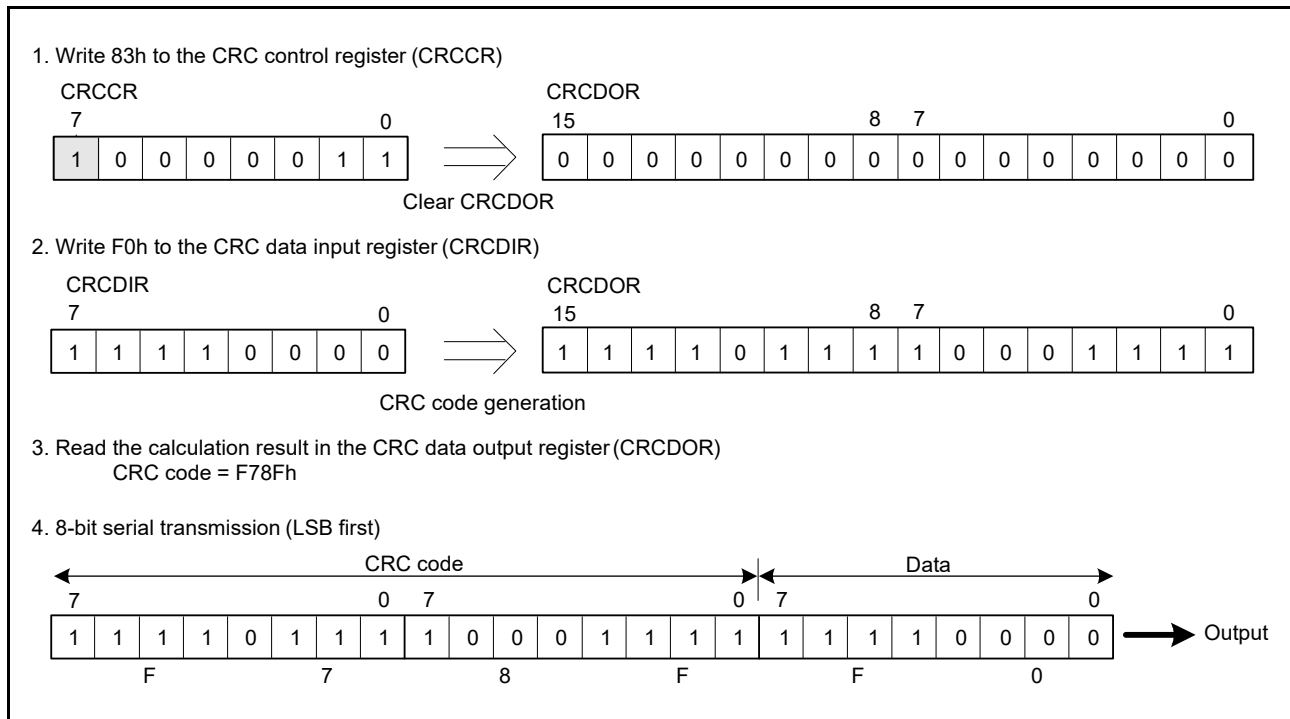 1. Write 83h to the CRC control register (CRCCR)
CRCCR CRCDOR
7 0 15 8 7 0
1 0 0 0 0 0 1 1 0 0 0 0 0 0 0 0 0 0 0 0 0 0 0 0
Clear CRCDOR
2. Write F0h to the CRC data input register (CRCDIR)
CRCDIR CRCDOR
7 0 15 8 7 0
1 1 1 1 0 0 0 0 1 1 1 1 0 1 1 1 1 0 0 0 1 1 1 1
CRC code generation
3. Read the calculation result in the CRC data output register (CRCDOR)
CRC code = F78Fh
4. 8-bit serial transmission (LSB first)
CRC code Data
7 0 7 0 7 0
1 1 1 1 0 1 1 1 1 0 0 0 1 1 1 1 1 1 1 1 0 0 0 0 Output
F 7 8 F F 0